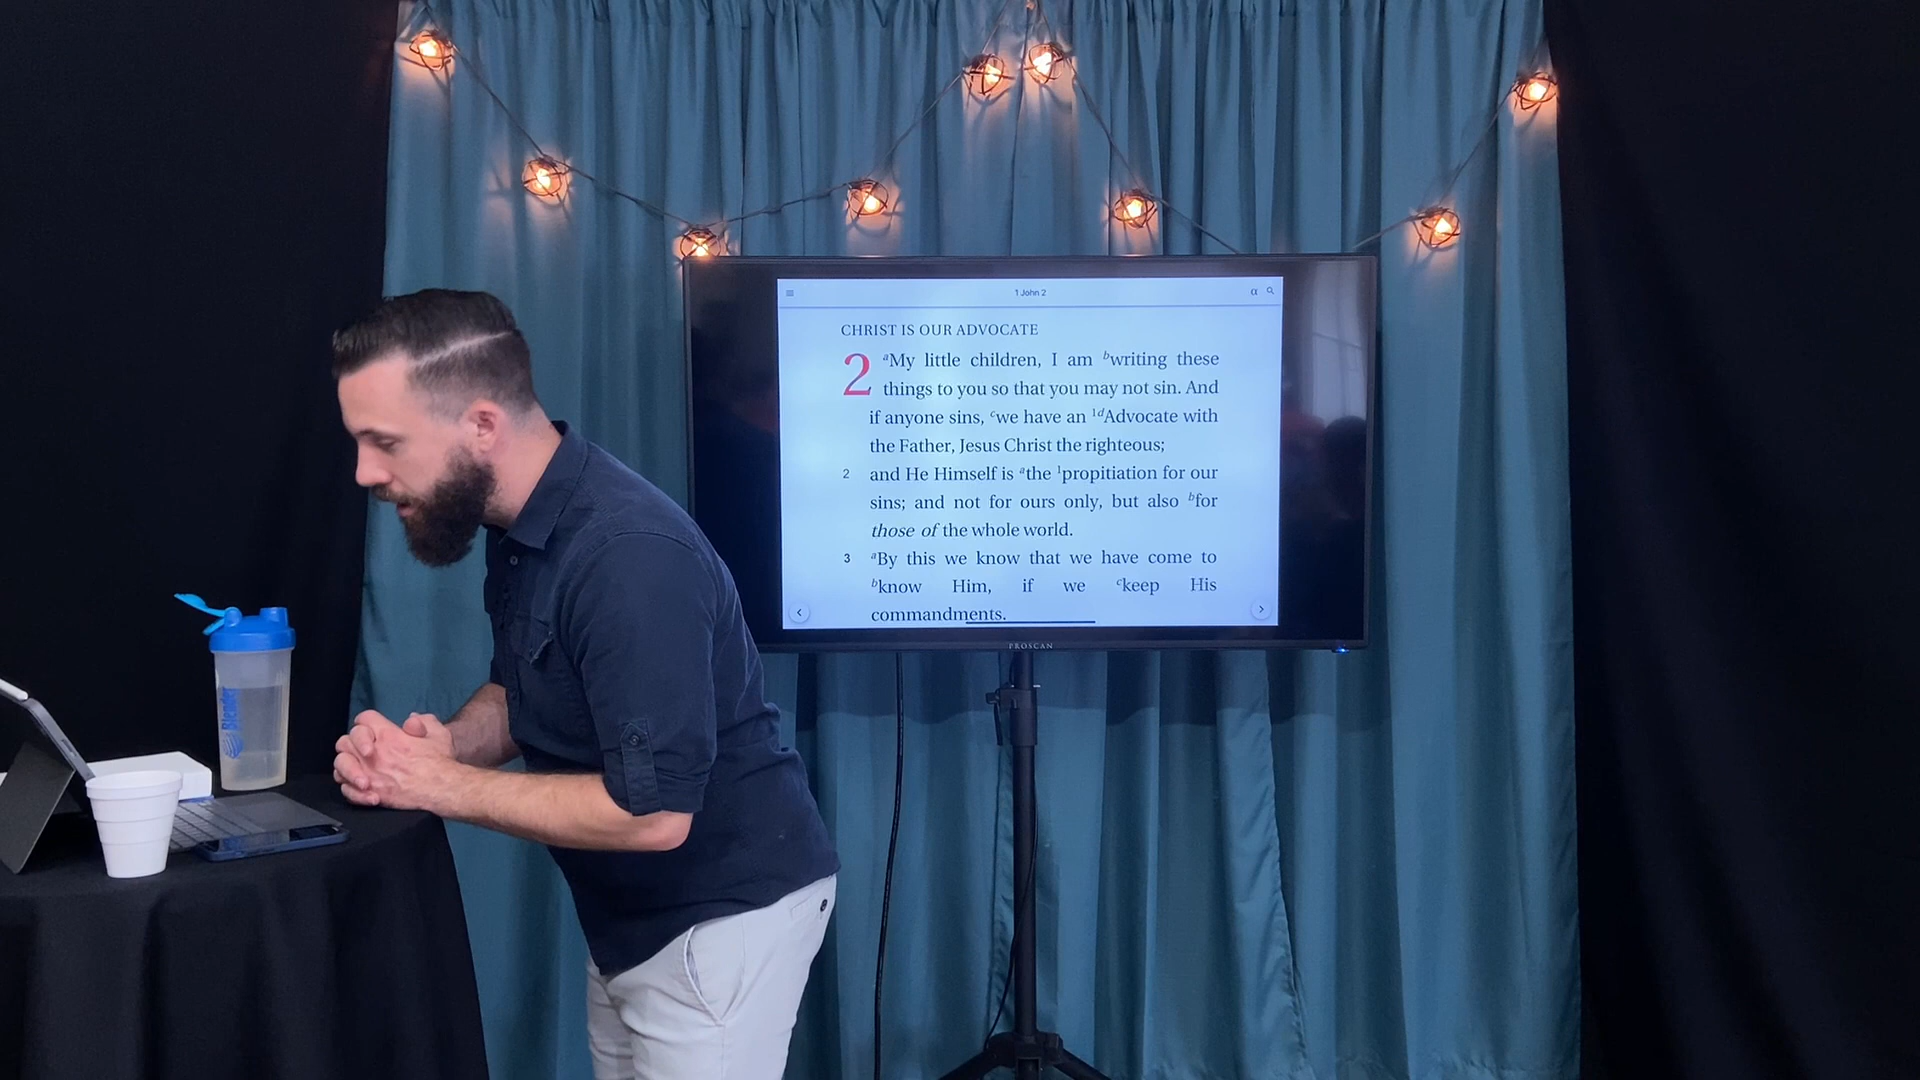 1 John 2
α
CHRIST IS OUR ADVOCATE
2 ᵃMy little children, I am ᵇwriting these
things to you so that you may not sin. And
if anyone sins, ᶜwe have an ¹ᵈAdvocate with
the Father, Jesus Christ the righteous;
2 and He Himself is ᵃthe ¹propitiation for our
sins; and not for ours only, but also ᵇfor
those of the whole world.
3 ᵃBy this we know that we have come to
ᵇknow Him, if we ᶜkeep His
commandments.
PROSCAN
Blender